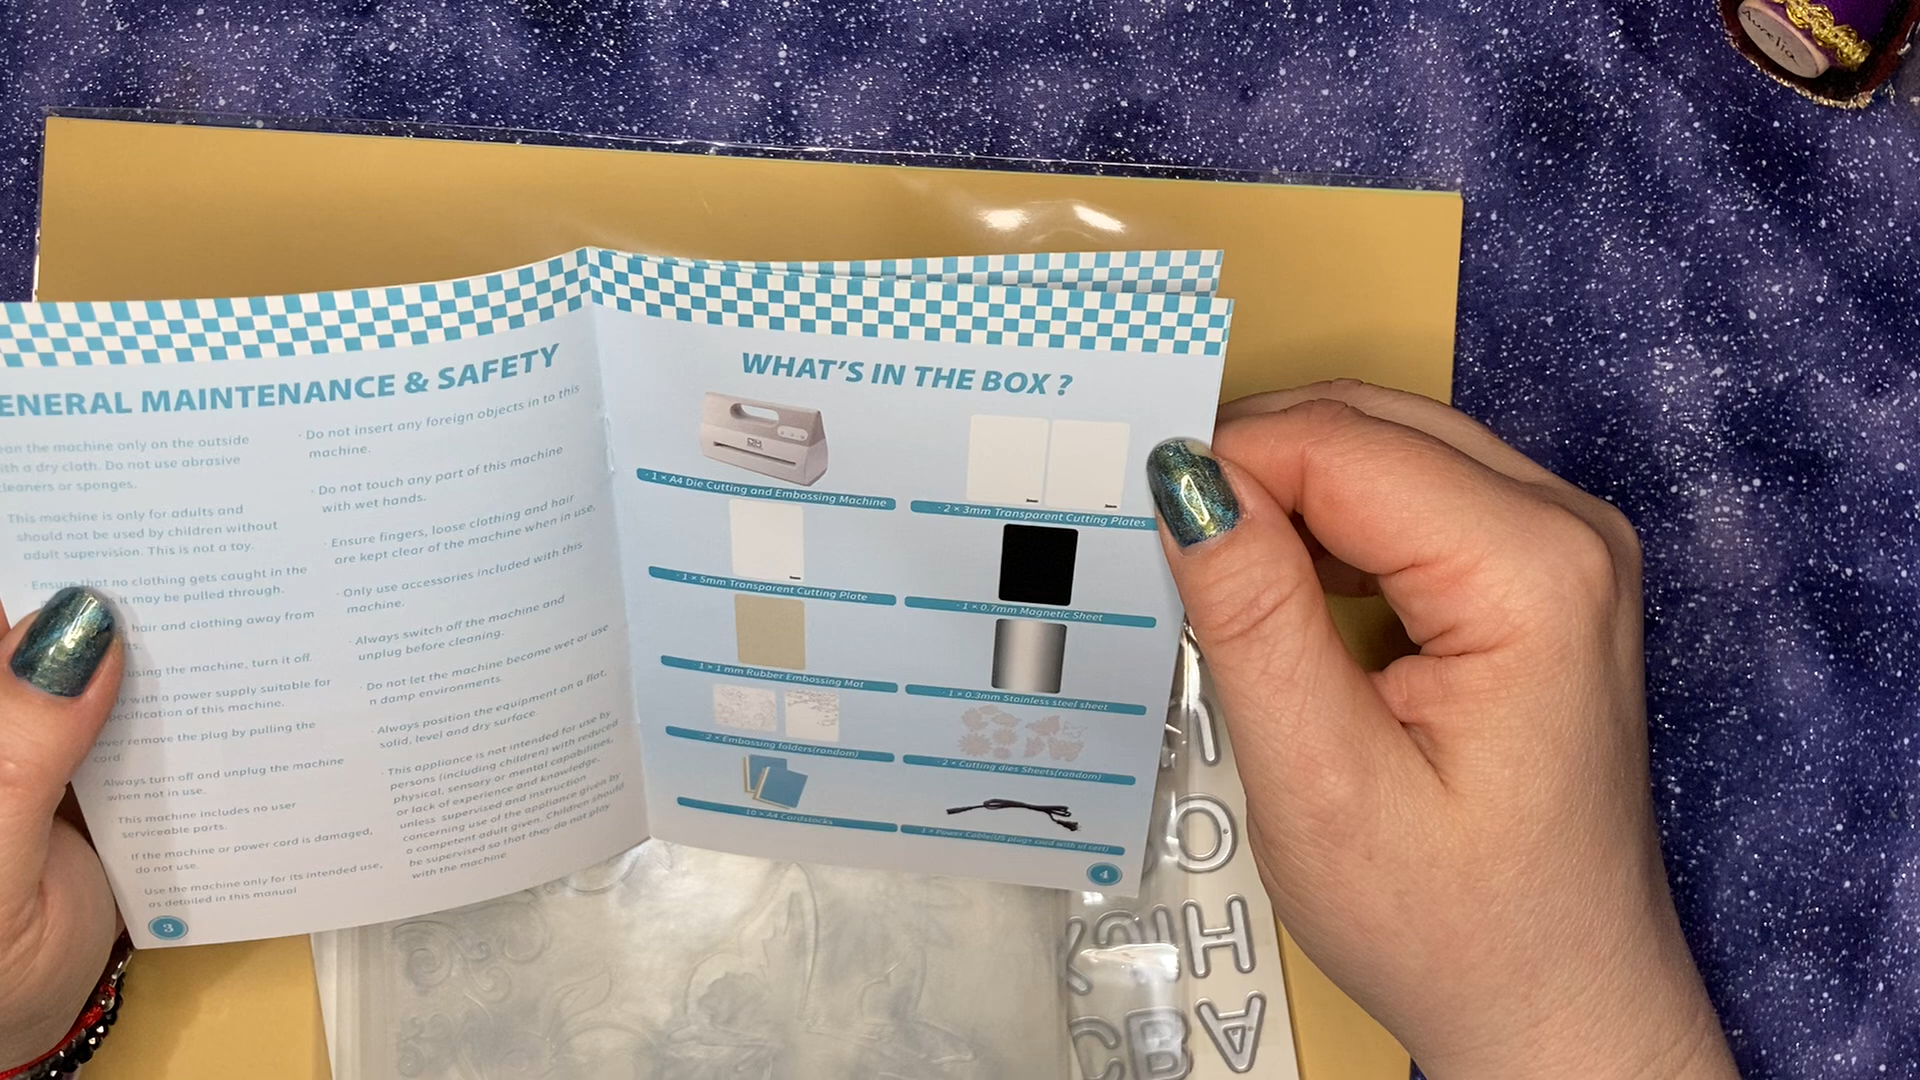 Aurelia
ENERAL MAINTENANCE & SAFETY
ean the machine only on the outside
ith a dry cloth. Do not use abrasive
cleaners or sponges.
This machine is only for adults and
should not be used by children without
adult supervision. This is not a toy.
· Ensure that no clothing gets caught in the
it may be pulled through.
hair and clothing away from
rts.
using the machine, turn it off.
ly with a power supply suitable for
pecification of this machine.
ever remove the plug by pulling the
cord.
Always turn off and unplug the machine
when not in use.
· This machine includes no user
serviceable parts.
· If the machine or power cord is damaged,
do not use.
· Use the machine only for its intended use,
as detailed in this manual
3
· Do not insert any foreign objects in to this
machine.
· Do not touch any part of this machine
with wet hands.
· Ensure fingers, loose clothing and hair
are kept clear of the machine when in use.
· Only use accessories included with this
machine.
· Always switch off the machine and
unplug before cleaning.
· Do not let the machine become wet or use
n damp environments.
· Always position the equipment on a flat,
solid, level and dry surface.
· This appliance is not intended for use by
persons (including children) with reduced
physical, sensory or mental capabilities,
or lack of experience and knowledge,
unless supervised and instruction
concerning use of the appliance given by
a competent adult given. Children should
be supervised so that they do not play
with the machine
WHAT'S IN THE BOX ?
· 1 × A4 Die Cutting and Embossing Machine
· 2 × 3mm Transparent Cutting Plates
· 1 × 5mm Transparent Cutting Plate
· 1 × 0.7mm Magnetic Sheet
· 1 × 1 mm Rubber Embossing Mat
· 1 × 0.3mm Stainless steel sheet
· 2 × Embossing folders(random)
· 2 × Cutting dies Sheets(random)
10 × A4 Cardstocks
· 1 × Power Cable(US plug+ cord with ul cert)
4
O
H
A
C B